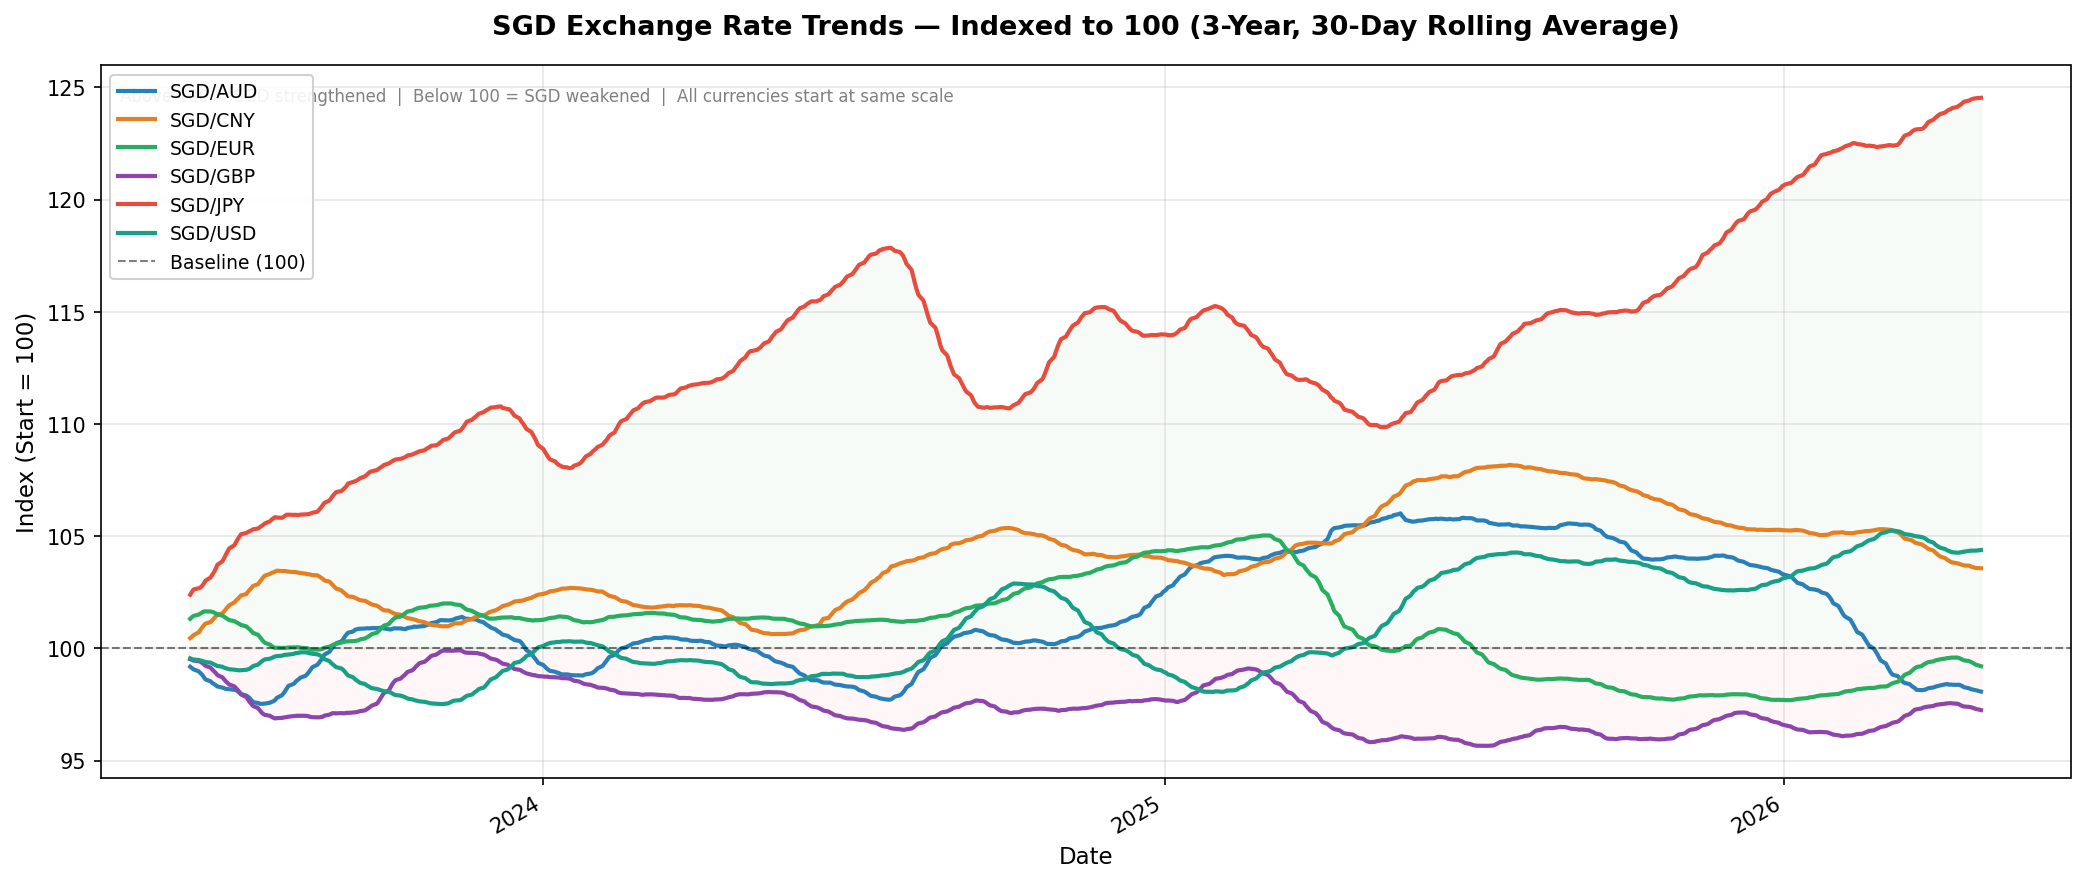 SGD Exchange Rate Trends — Indexed to 100 (3-Year, 30-Day Rolling Average)
strengthened | Below 100 = SGD weakened | All currencies start at same scale
SGD/AUD
SGD/CNY
SGD/EUR
SGD/GBP
SGD/JPY
SGD/USD
Baseline (100)
Index (Start = 100)
125
120
115
110
105
100
95
2024
2025
2026
Date